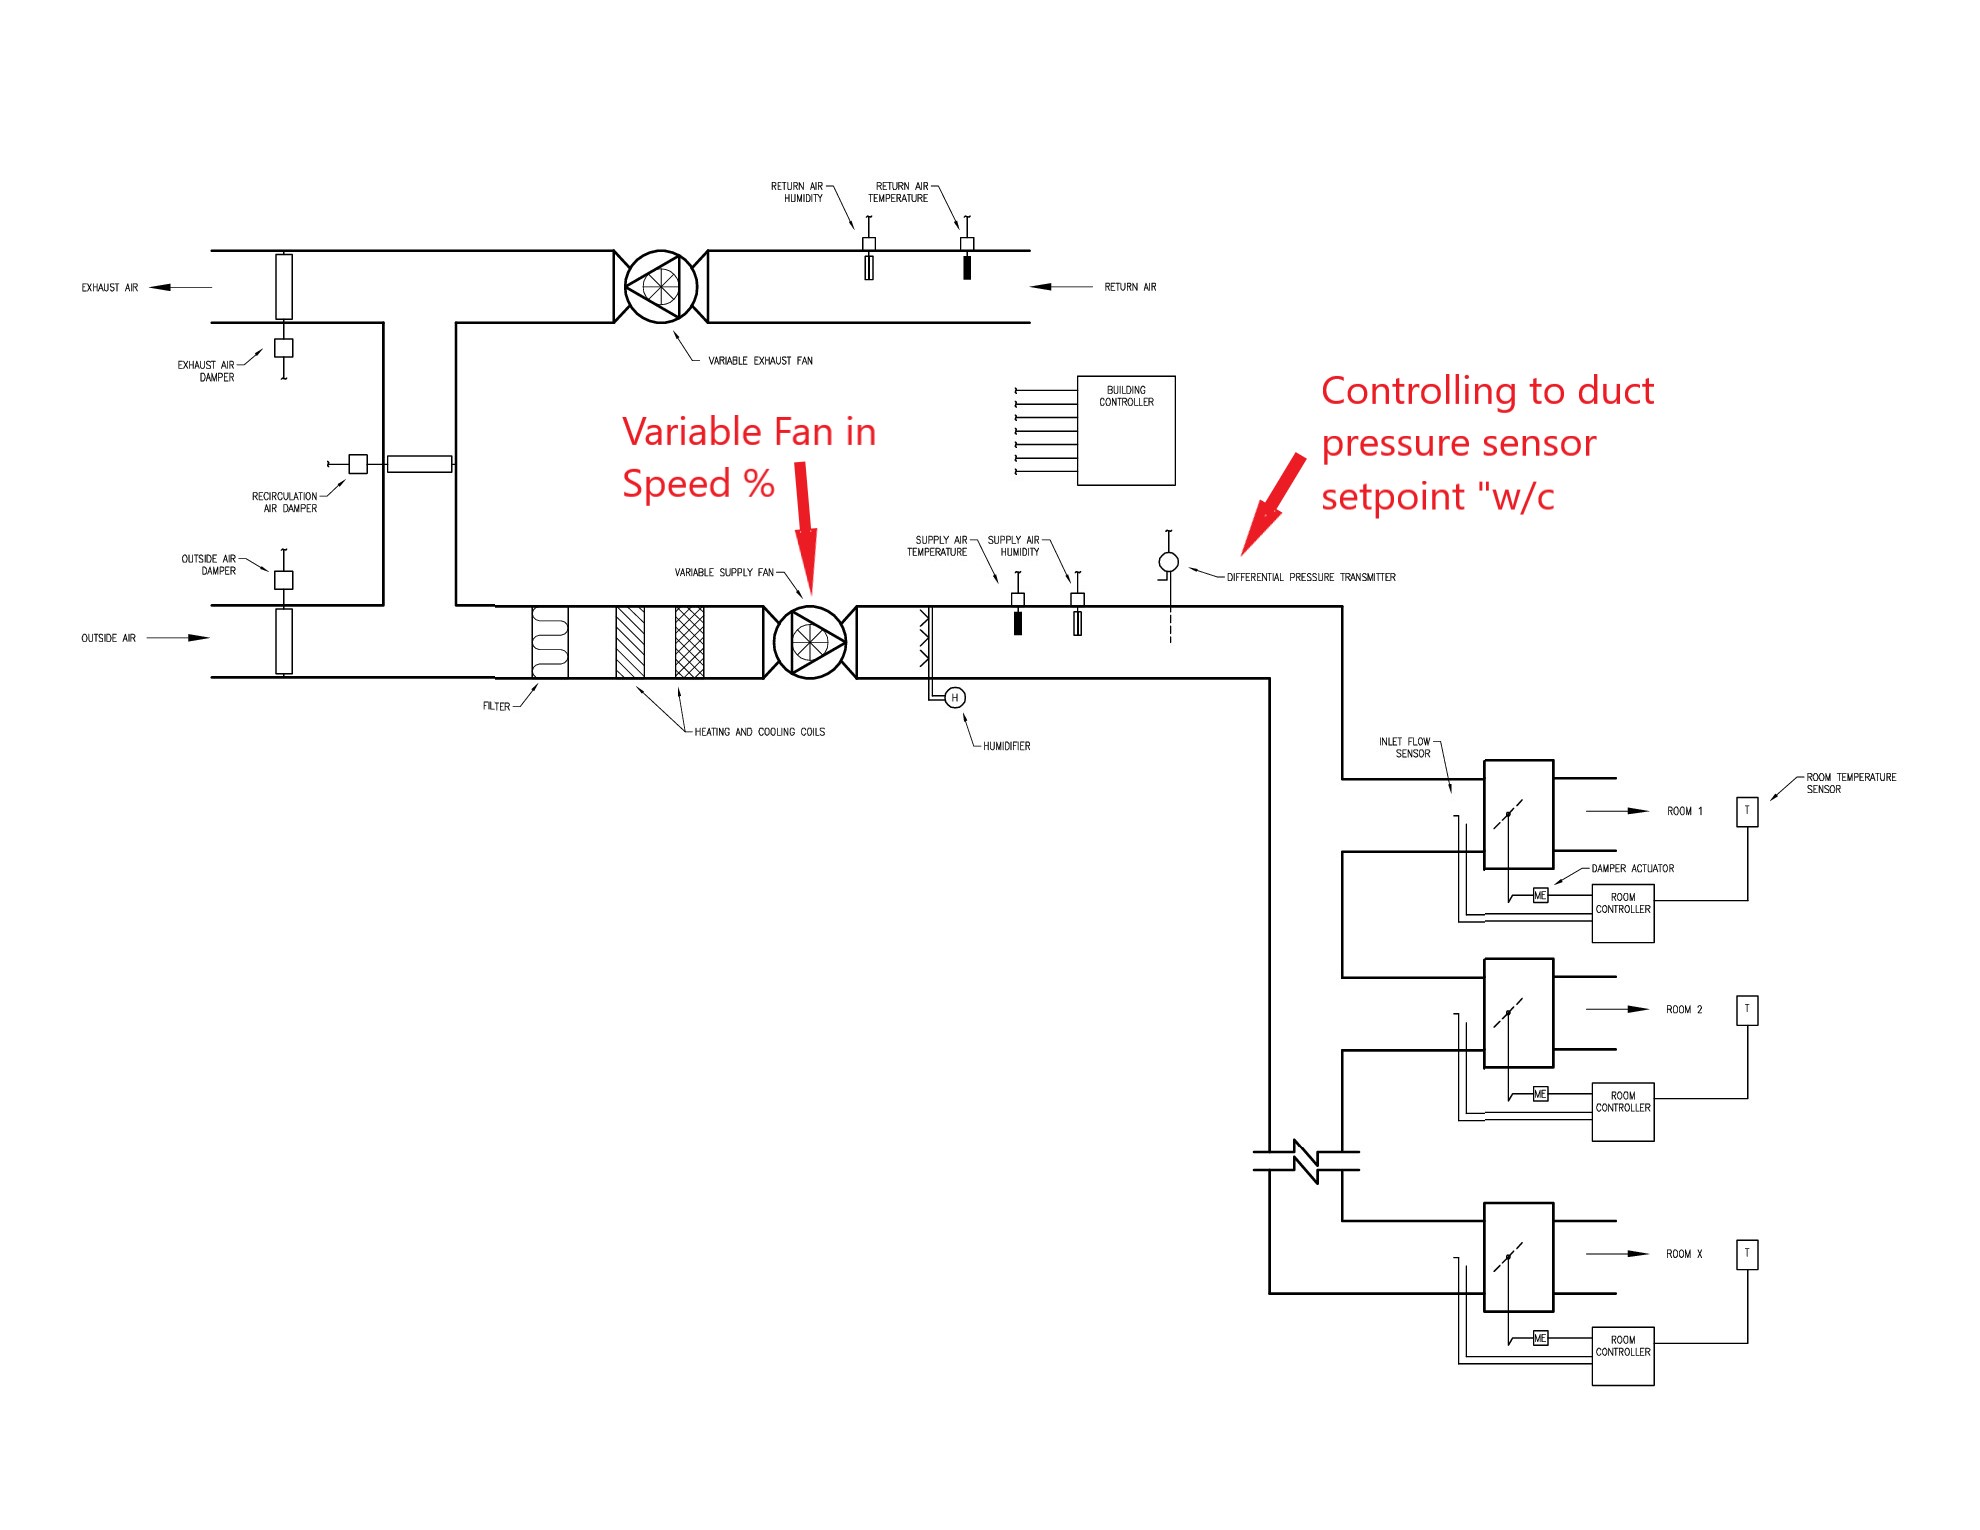 RETURN AIR
HUMIDITY
RETURN AIR
TEMPERATURE
EXHAUST AIR
RETURN AIR
EXHAUST AIR
DAMPER
VARIABLE EXHAUST FAN
BUILDING
CONTROLLER
Controlling to duct
pressure sensor
setpoint "w/c
Variable Fan in
Speed %
RECIRCULATION
AIR DAMPER
OUTSIDE AIR
DAMPER
VARIABLE SUPPLY FAN
SUPPLY AIR
TEMPERATURE
SUPPLY AIR
HUMIDITY
DIFFERENTIAL PRESSURE TRANSMITTER
OUTSIDE AIR
FILTER
HEATING AND COOLING COILS
H
HUMIDIFIER
INLET FLOW
SENSOR
ROOM TEMPERATURE
SENSOR
ROOM 1
T
DAMPER ACTUATOR
ME
ROOM
CONTROLLER
ROOM 2
T
ME
ROOM
CONTROLLER
ROOM X
T
ME
ROOM
CONTROLLER